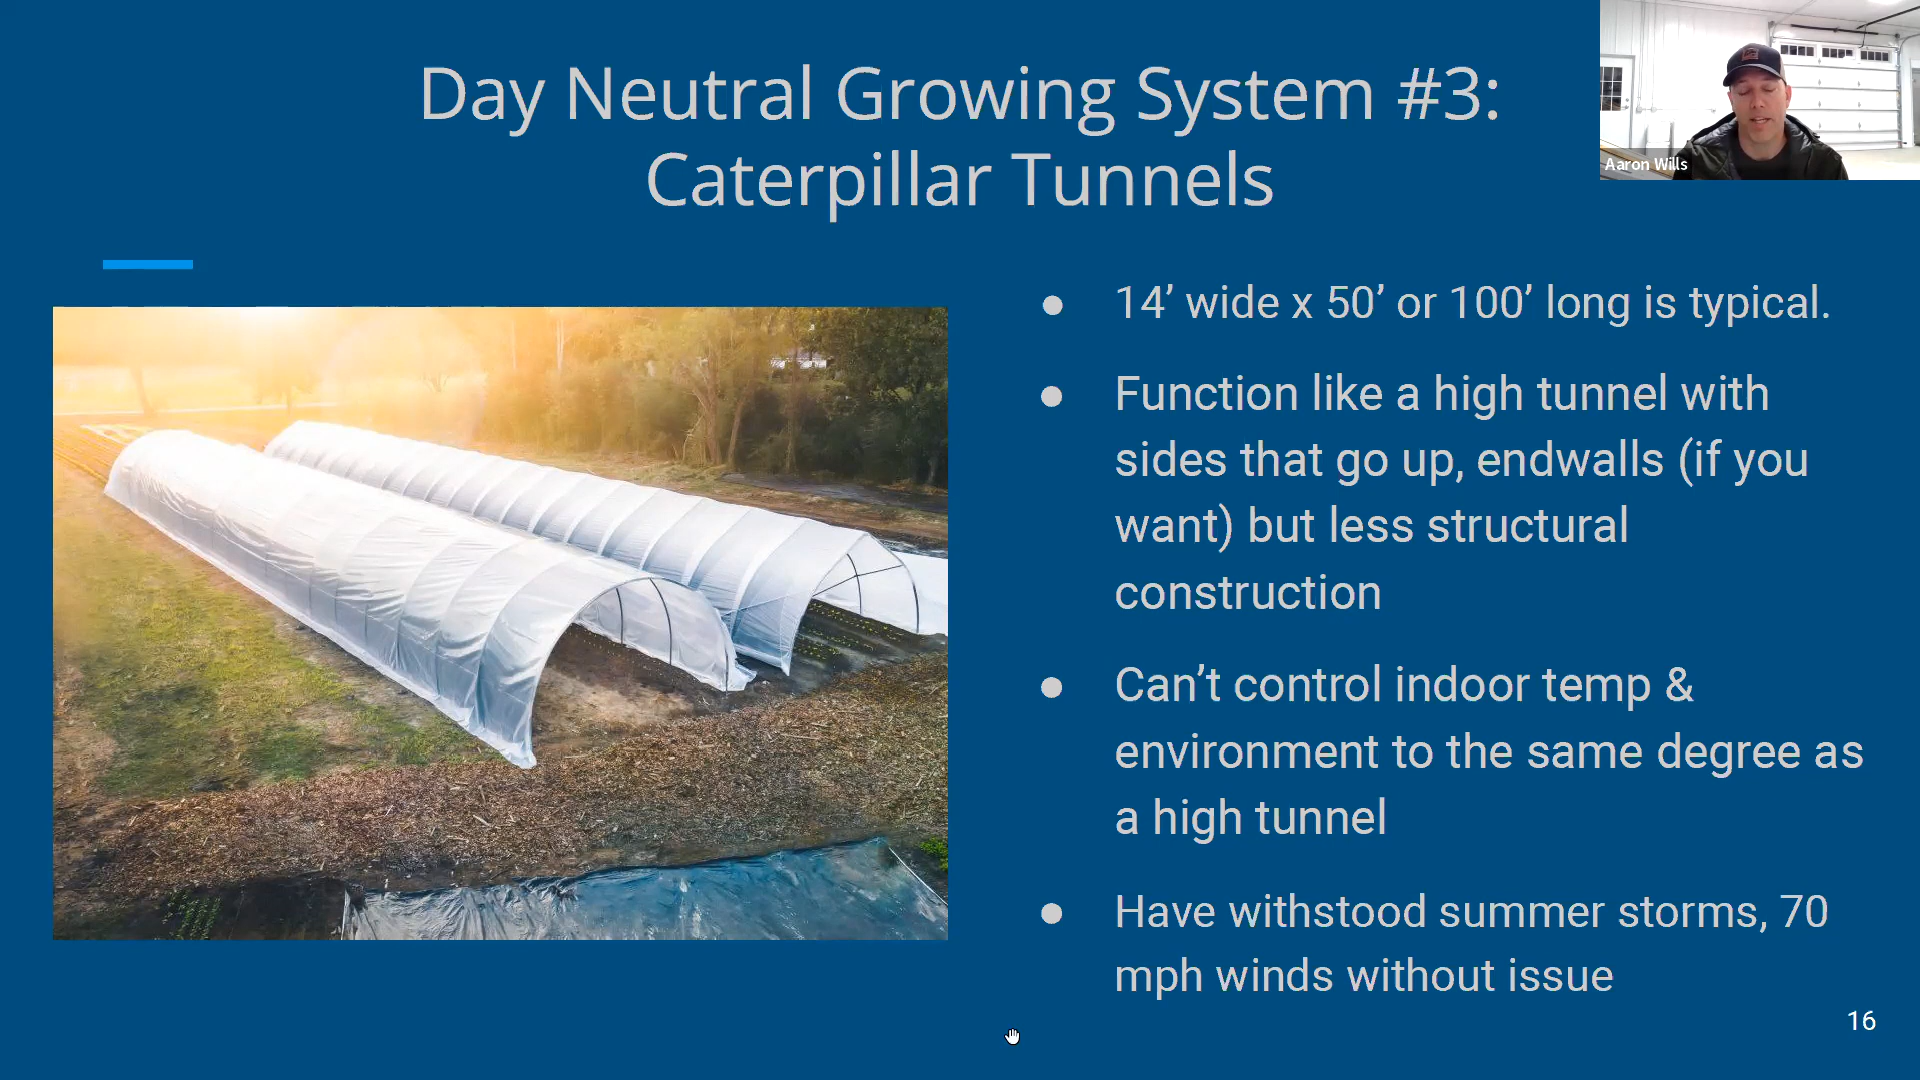 Day Neutral Growing System #3:
Caterpillar Tunnels
Aaron Wills
● 14’ wide x 50’ or 100’ long is typical.
● Function like a high tunnel with
sides that go up, endwalls (if you
want) but less structural
construction
● Can’t control indoor temp &
environment to the same degree as
a high tunnel
● Have withstood summer storms, 70
mph winds without issue
16